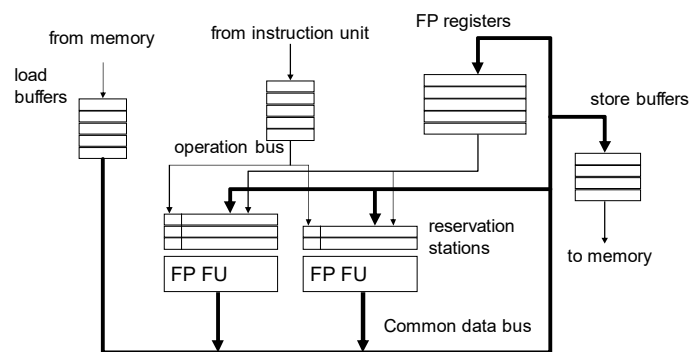 FP registers
from instruction unit
from memory
load
buffers
store buffers
operation bus
reservation
stations
to memory
FP FU
FP FU
Common data bus